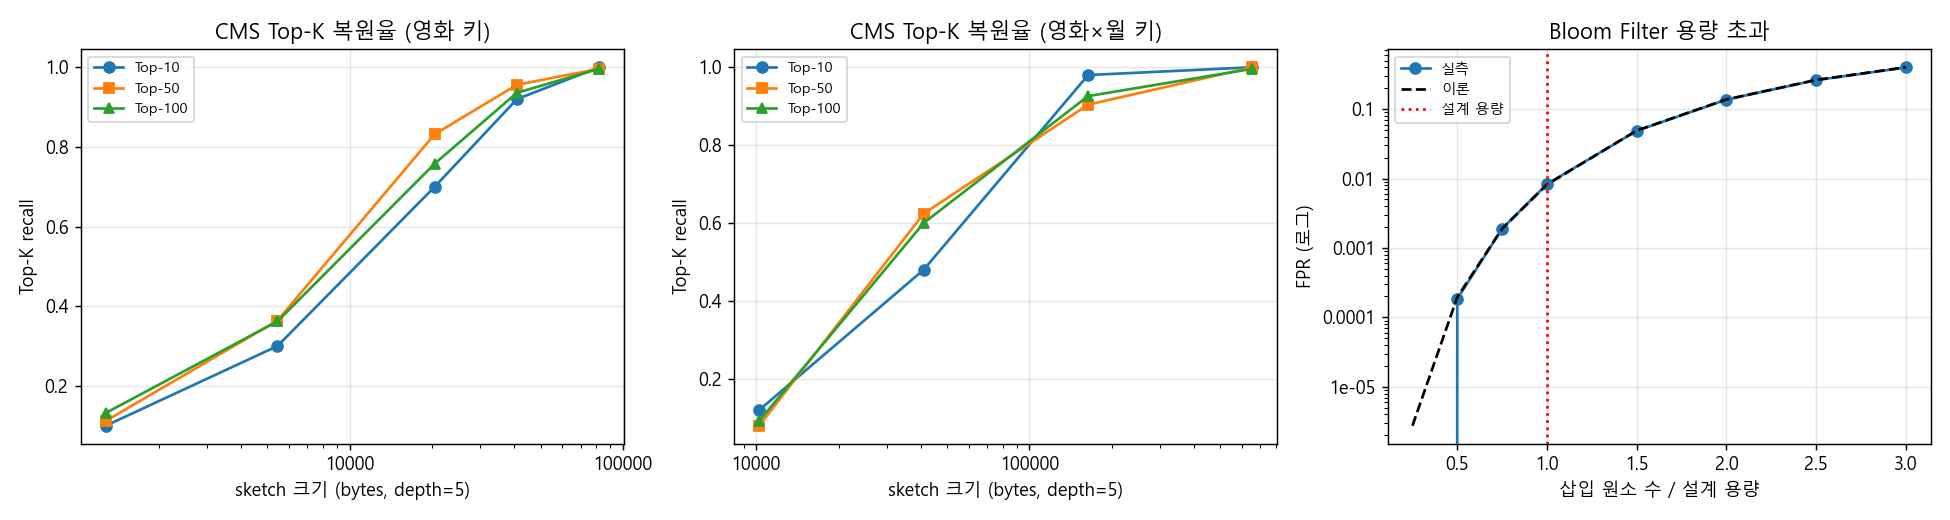 CMS Top-K 복원율 (영화 키)
Top-10
Top-50
Top-100
1.0
0.8
0.6
0.4
0.2
Top-K recall
10000
100000
sketch 크기 (bytes, depth=5)
CMS Top-K 복원율 (영화×월 키)
Top-10
Top-50
Top-100
1.0
0.8
0.6
0.4
0.2
Top-K recall
10000
100000
sketch 크기 (bytes, depth=5)
Bloom Filter 용량 초과
실측
이론
설계 용량
0.1
0.01
0.001
0.0001
1e-05
FPR (로그)
0.5
1.0
1.5
2.0
2.5
3.0
삽입 원소 수 / 설계 용량